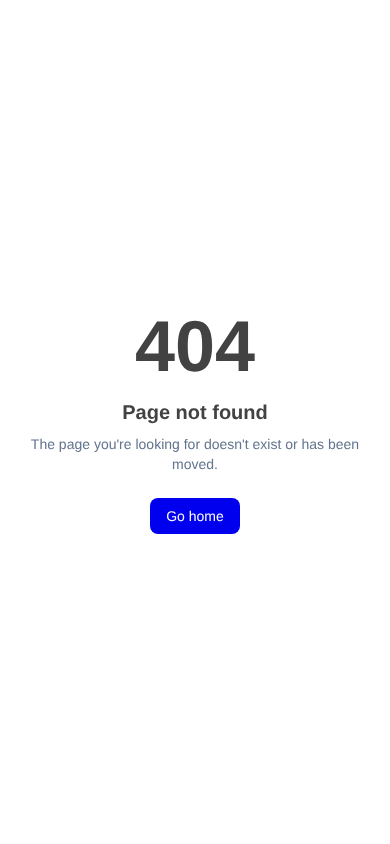 404
Page not found
The page you're looking for doesn't exist or has been
moved.
Go home